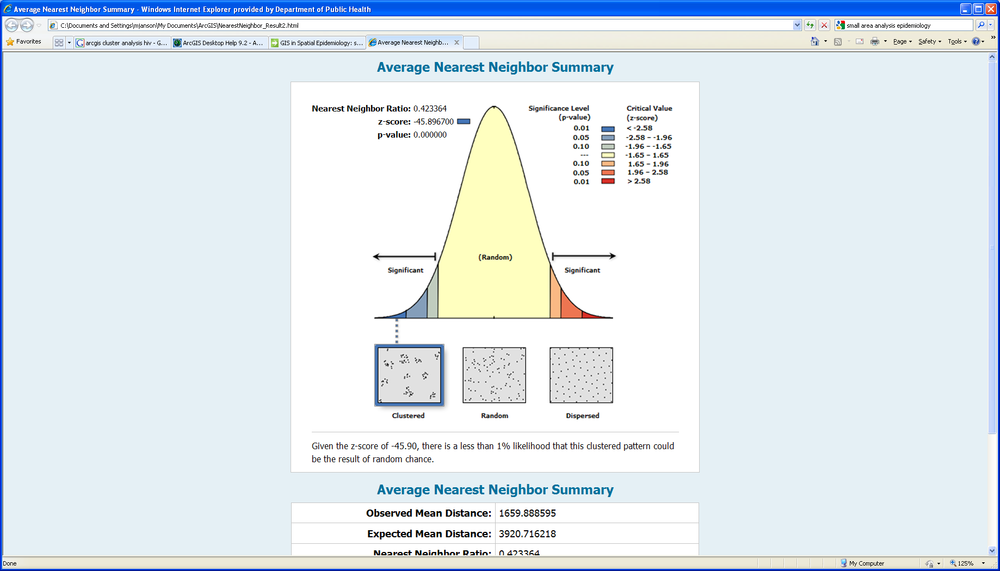 Average Nearest Neighbor Summary - Windows Internet Explorer provided by Department of Public Health
C:\Documents and Settings\mjanson\My Documents\ArcGIS\NearestNeighbor_Result2.html
small area analysis epidemiology
Favorites
arcgis cluster analysis hiv - G...
ArcGIS Desktop Help 9.2 - A...
GIS in Spatial Epidemiology: s...
Average Nearest Neighb...
Page
Safety
Tools
Average Nearest Neighbor Summary
Nearest Neighbor Ratio: 0.423364
z-score: -45.896700
p-value: 0.000000
Significance Level Critical Value
(p-value) (z-score)
0.01 < -2.58
0.05 -2.58 – -1.96
0.10 -1.96 – -1.65
--- -1.65 – 1.65
0.10 1.65 – 1.96
0.05 1.96 – 2.58
0.01 > 2.58
(Random)
Significant Significant
Clustered Random Dispersed
Given the z-score of -45.90, there is a less than 1% likelihood that this clustered pattern could
be the result of random chance.
Average Nearest Neighbor Summary
Observed Mean Distance: 1659.888595
Expected Mean Distance: 3920.716218
Nearest Neighbor Ratio: 0.423364
Done
My Computer
125%